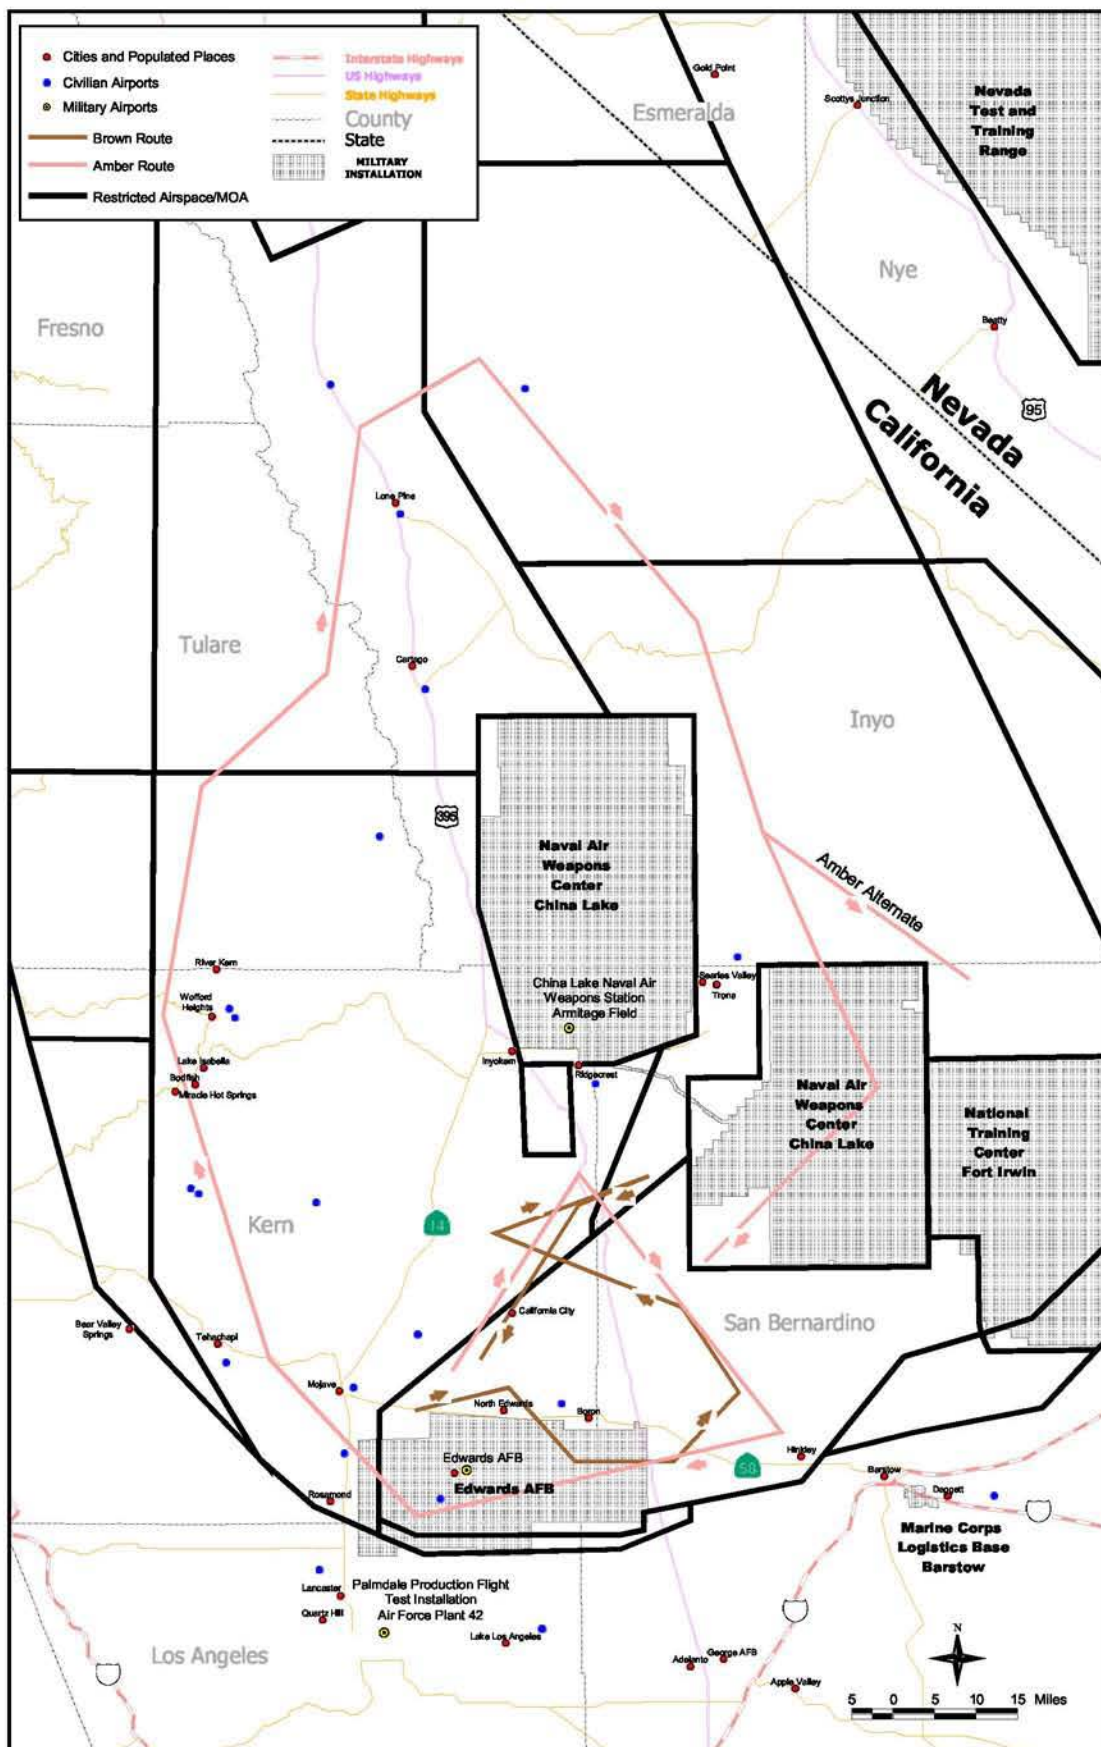 Cities and Populated Places
Civilian Airports
Military Airports
Brown Route
Amber Route
Restricted Airspace/MOA
Interstate Highways
US Highways
State Highways
County
State
MILITARY
INSTALLATION
Gold Point
Esmeralda
Scottys Junction
Nevada
Test and
Training
Range
Nye
Fresno
Beatty
Nevada
California
95
Lone Pine
Tulare
Cartago
Inyo
395
Naval Air
Weapons
Center
China Lake
Amber Alternate
River Kern
Wofford
Heights
China Lake Naval Air
Weapons Station
Armitage Field
Searles Valley
Trona
Lake Isabella
Bodfish
Miracle Hot Springs
Inyokern
Ridgecrest
Naval Air
Weapons
Center
China Lake
National
Training
Center
Fort Irwin
Kern
14
California City
San Bernardino
Bear Valley
Springs
Tehachapi
Mojave
North Edwards
Boron
Edwards AFB
Edwards AFB
58
Hinkley
Barstow
Daggett
Rosamond
Marine Corps
Logistics Base
Barstow
Lancaster
Quartz Hill
Palmdale Production Flight
Test Installation
Air Force Plant 42
Lake Los Angeles
Los Angeles
Adelanto
George AFB
Apple Valley
N
5 0 5 10 15 Miles